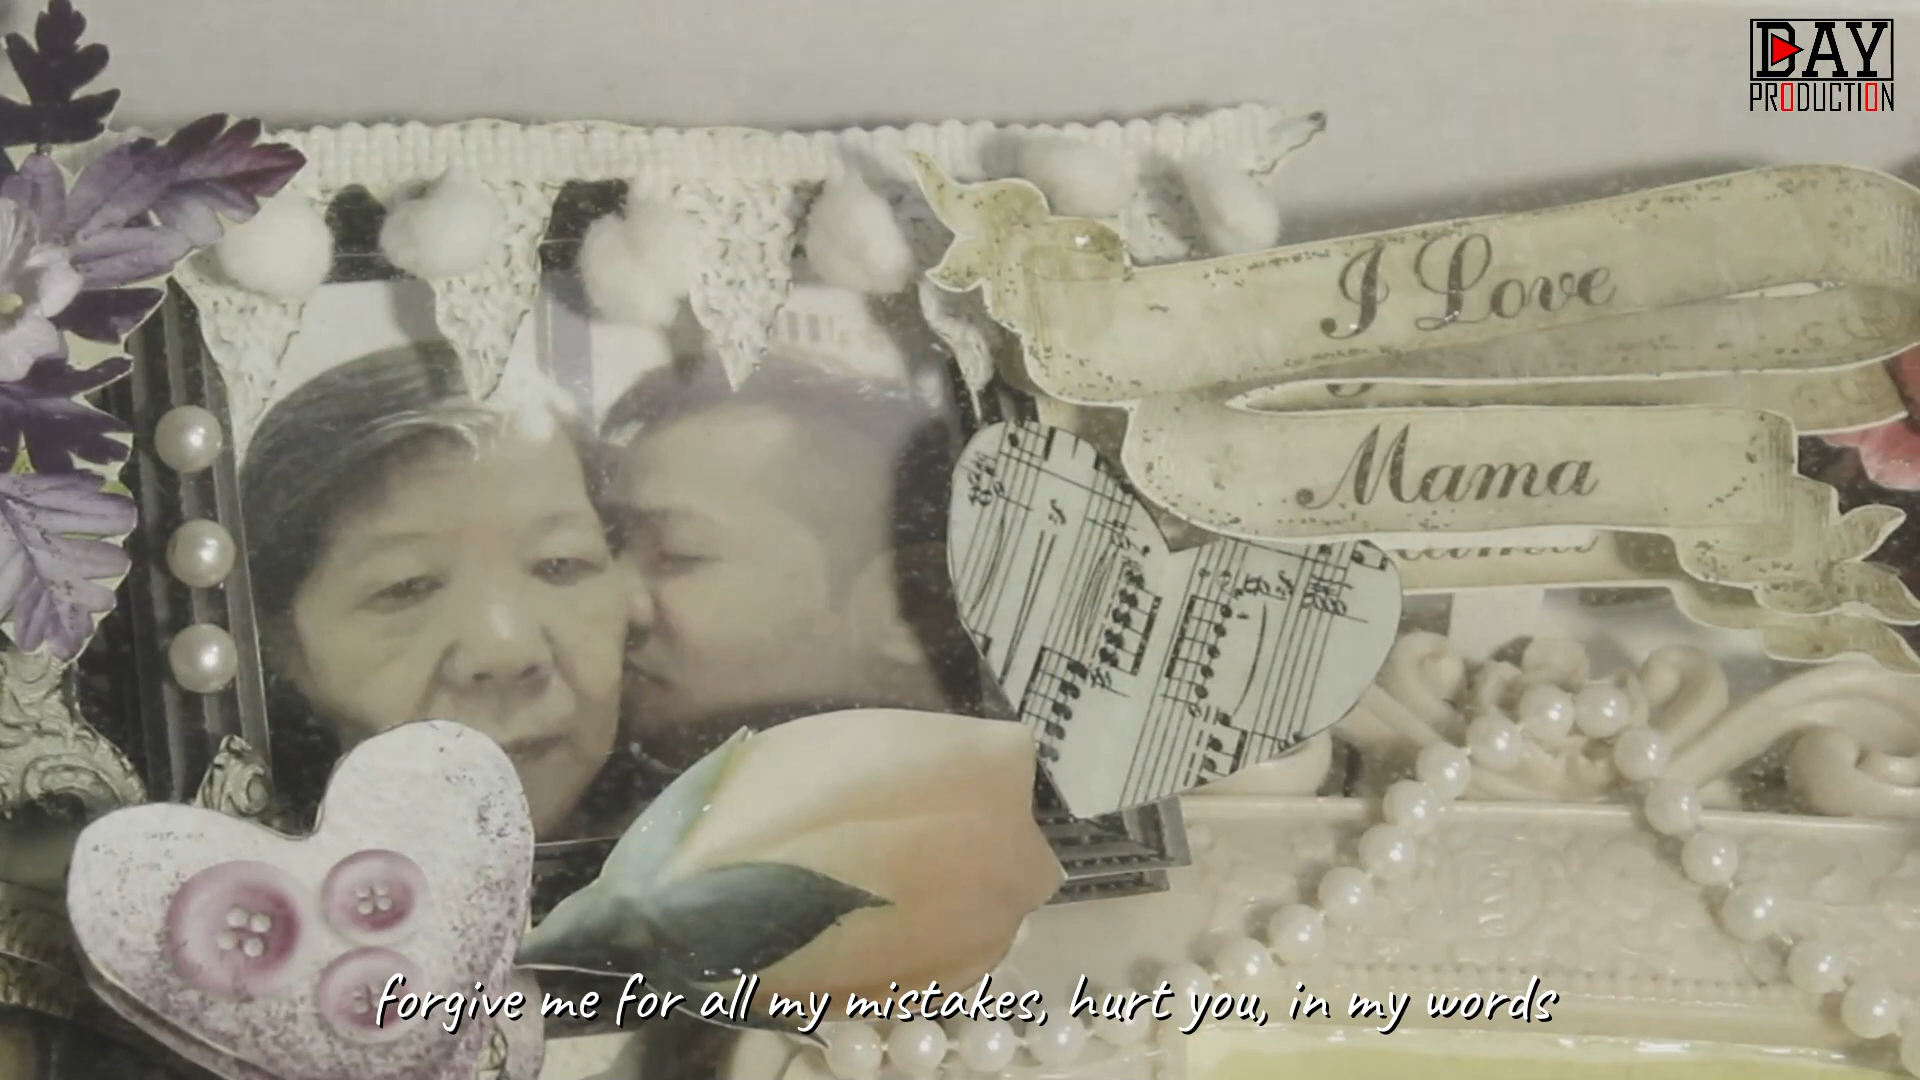 DAY
PRODUCTION
I Love
Mama
forgive me for all my mistakes, hurt you, in my words